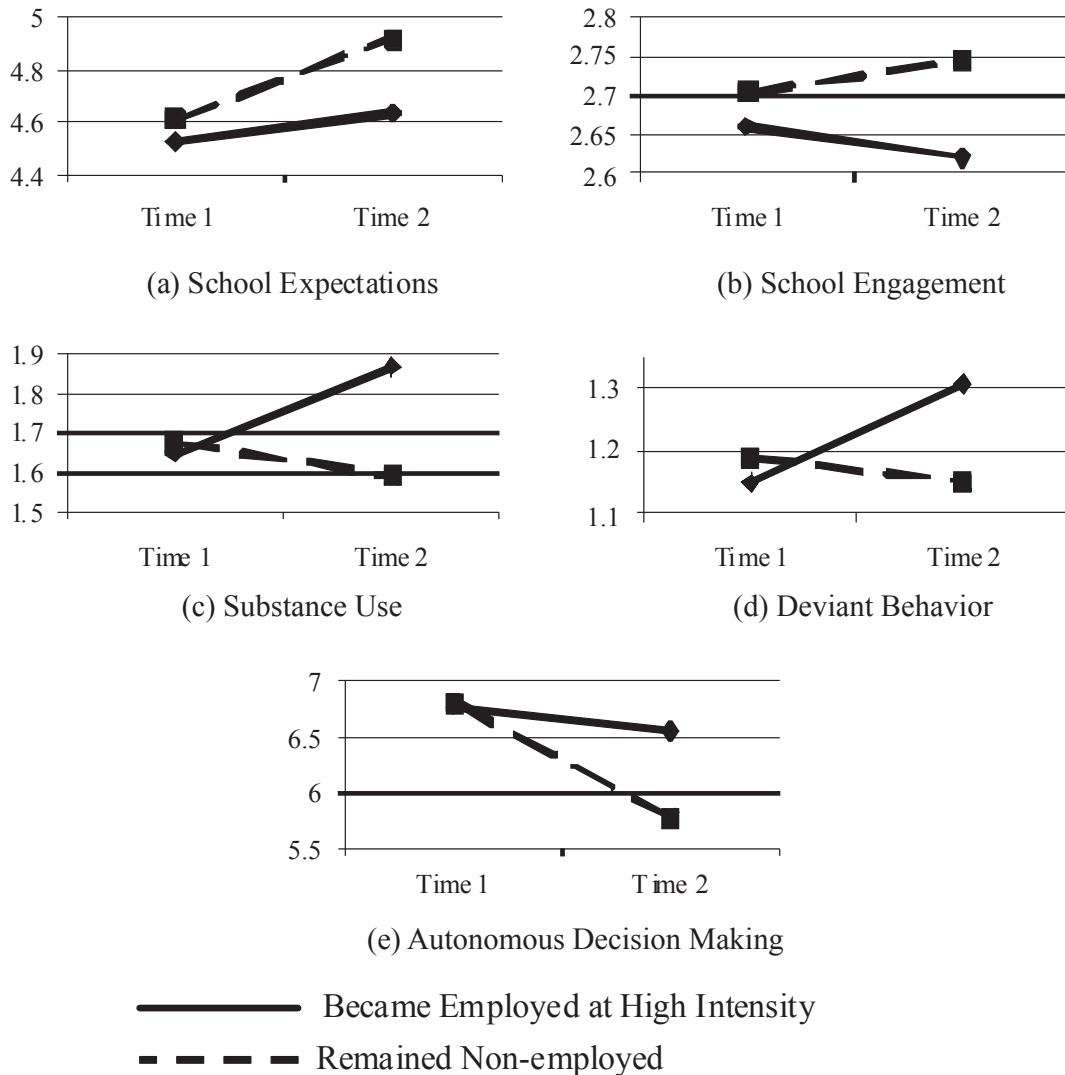 5
4.8
4.6
4.4
Time 1 Time 2
(a) School Expectations
2.8
2.75
2.7
2.65
2.6
Time 1 Time 2
(b) School Engagement
1.9
1.8
1.7
1.6
1.5
Time 1 Time 2
(c) Substance Use
1.3
1.2
1.1
Time 1 Time 2
(d) Deviant Behavior
7
6.5
6
5.5
Time 1 Time 2
(e) Autonomous Decision Making
Became Employed at High Intensity
Remained Non-employed